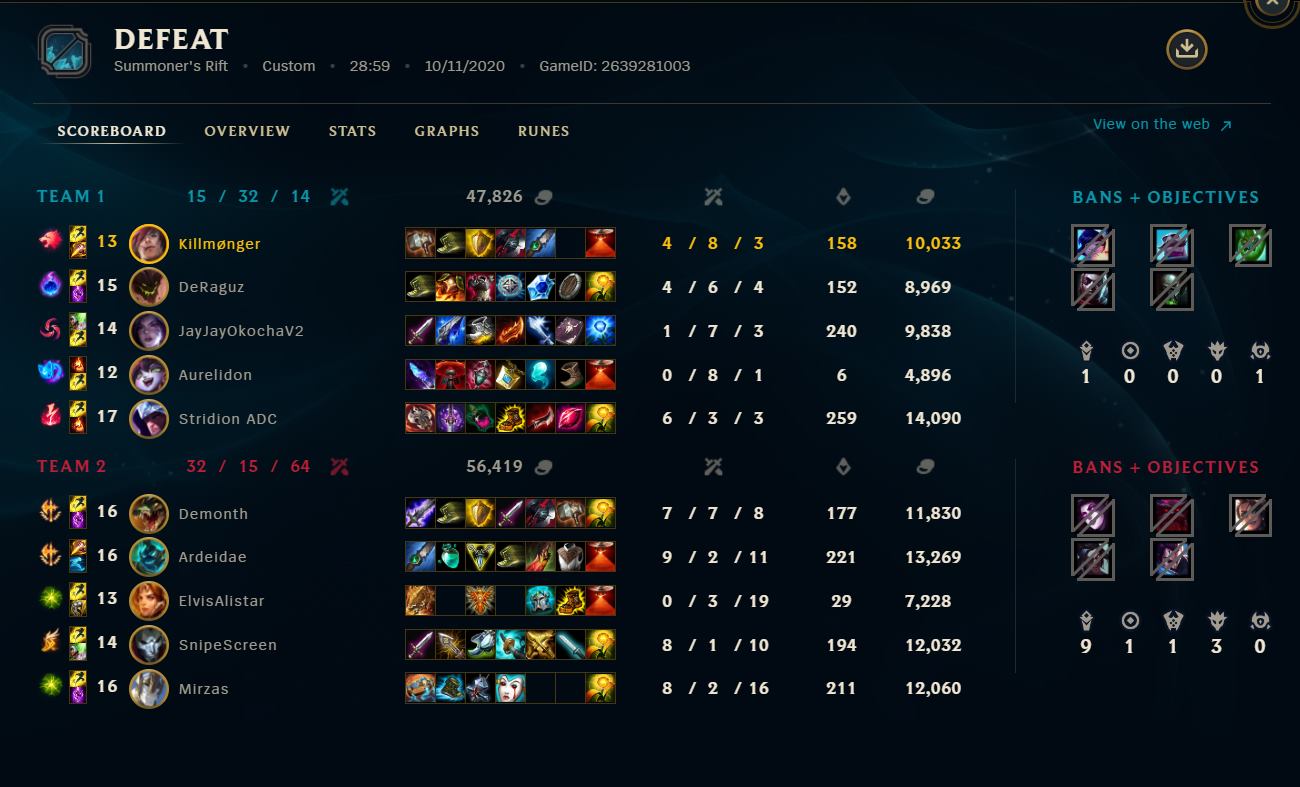 DEFEAT
Summoner's Rift • Custom • 28:59 • 10/11/2020 • GameID: 2639281003
SCOREBOARD OVERVIEW STATS GRAPHS RUNES
View on the web
TEAM 1 15 / 32 / 14 47,826 BANS + OBJECTIVES
13 Killmønger 4 / 8 / 3 158 10,033
15 DeRaguz 4 / 6 / 4 152 8,969
14 JayJayOkochaV2 1 / 7 / 3 240 9,838
12 Aurelidon 0 / 8 / 1 6 4,896
1 0 0 0 1
17 Stridion ADC 6 / 3 / 3 259 14,090
TEAM 2 32 / 15 / 64 56,419 BANS + OBJECTIVES
16 Demonth 7 / 7 / 8 177 11,830
16 Ardeidae 9 / 2 / 11 221 13,269
13 ElvisAlistar 0 / 3 / 19 29 7,228
14 SnipeScreen 8 / 1 / 10 194 12,032
9 1 1 3 0
16 Mirzas 8 / 2 / 16 211 12,060